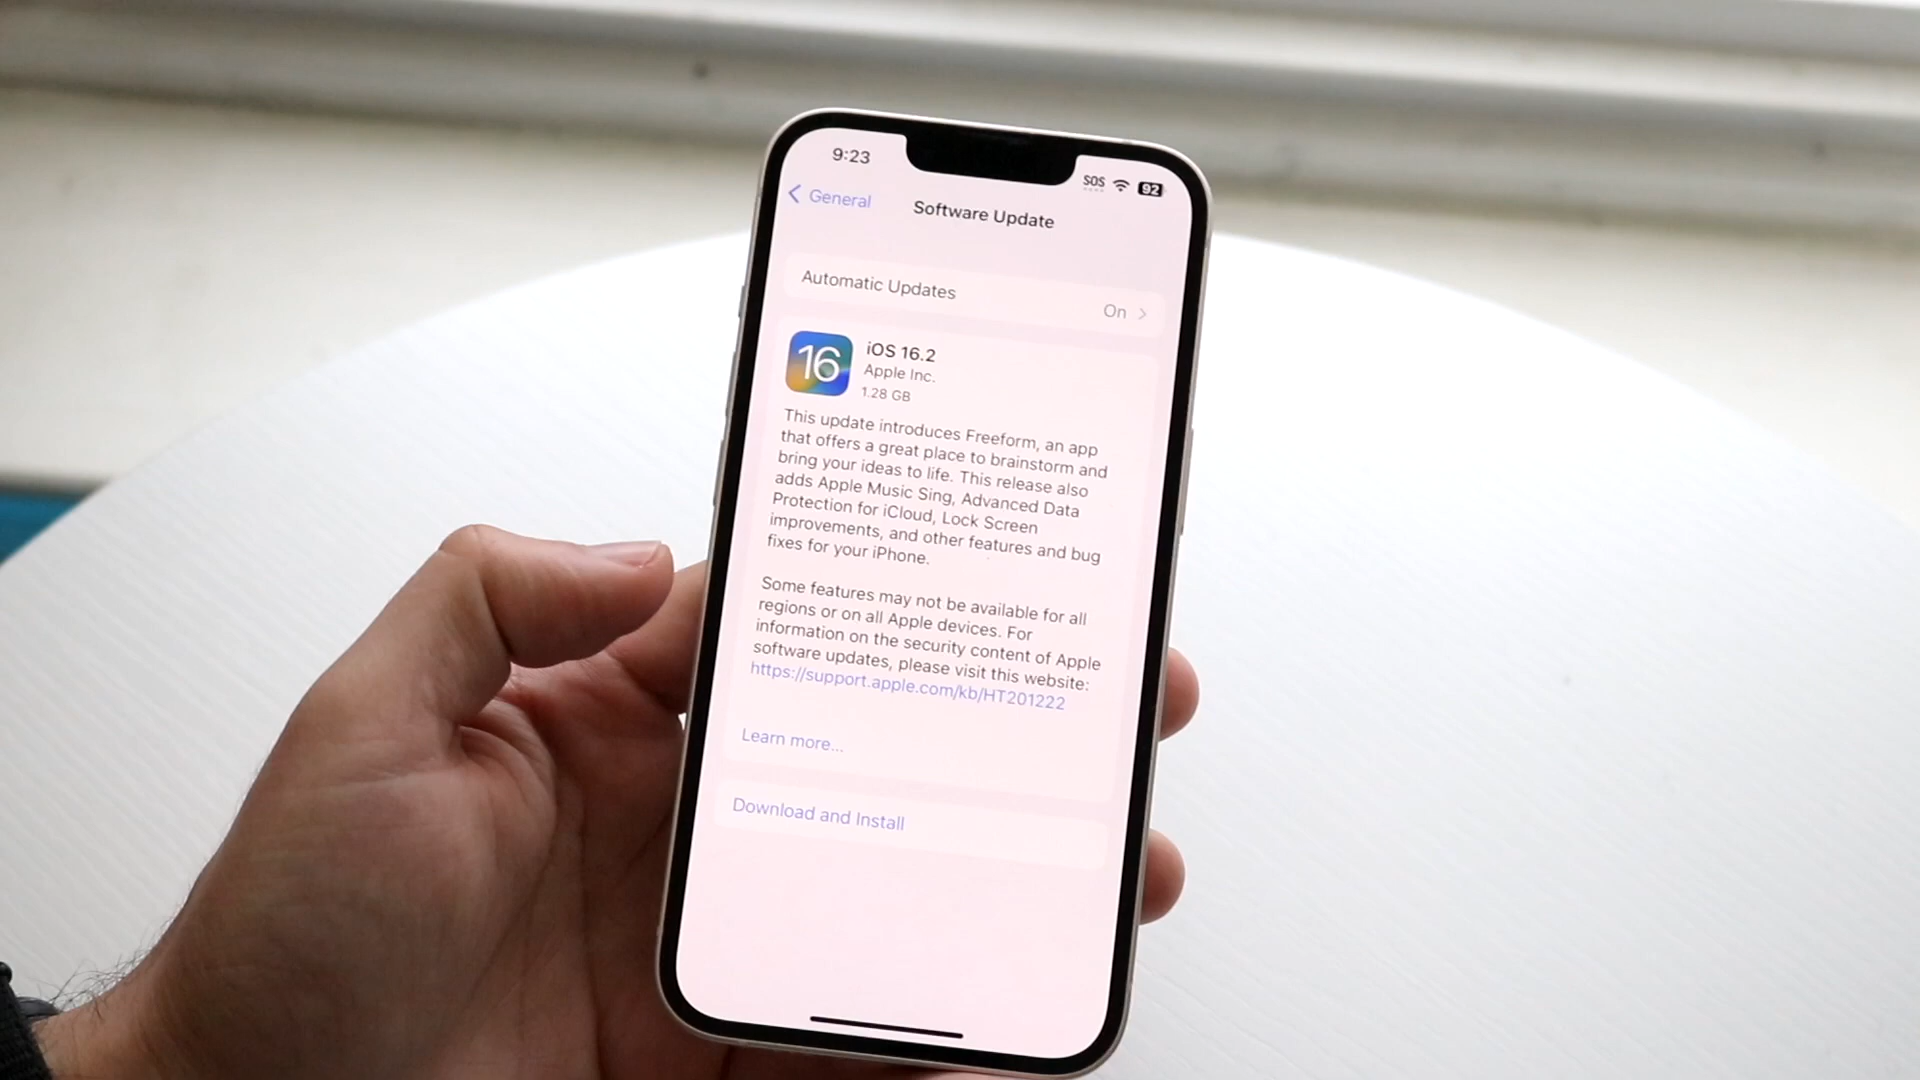 9:23
SOS 92
General
Software Update
Automatic Updates
On
16
iOS 16.2
Apple Inc.
1.28 GB
This update introduces Freeform, an app
that offers a great place to brainstorm and
bring your ideas to life. This release also
adds Apple Music Sing, Advanced Data
Protection for iCloud, Lock Screen
improvements, and other features and bug
fixes for your iPhone.
Some features may not be available for all
regions or on all Apple devices. For
information on the security content of Apple
software updates, please visit this website:
https://support.apple.com/kb/HT201222
Learn more...
Download and Install